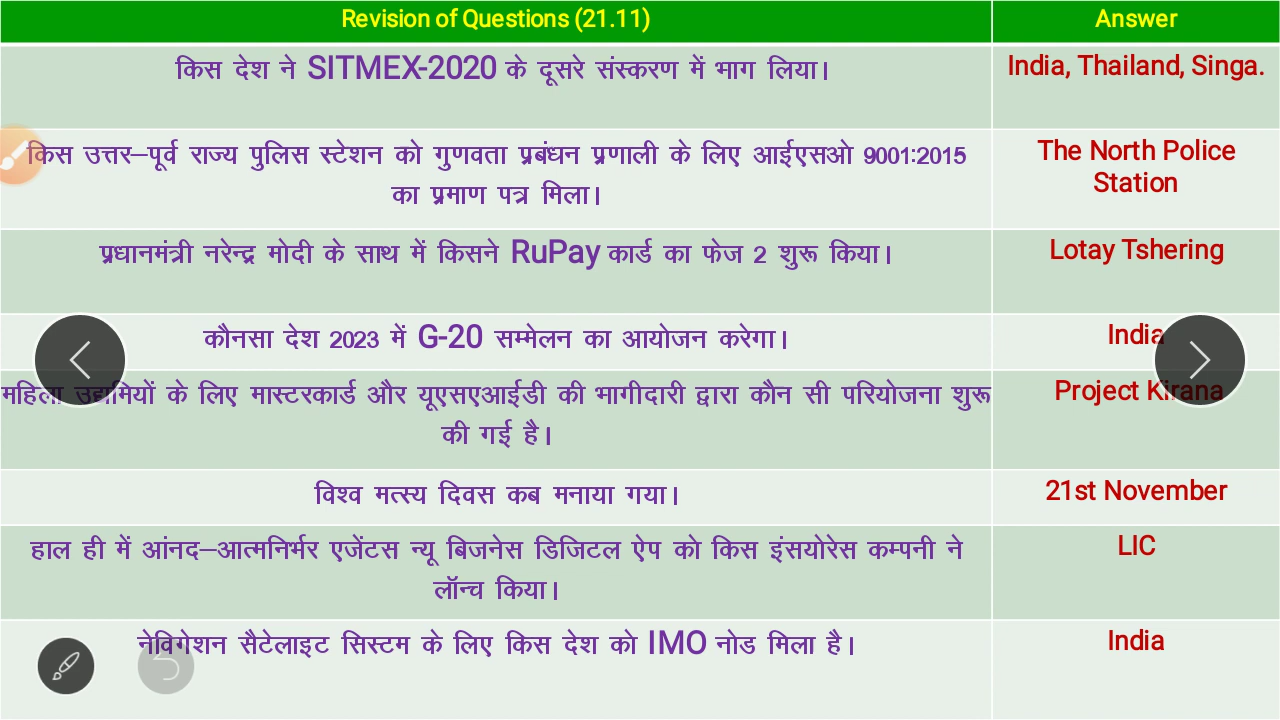 Revision of Questions (21.11) Answer
किस देश ने SITMEX-2020 के दूसरे संस्करण में भाग लिया। India, Thailand, Singa.
किस उत्तर–पूर्व राज्य पुलिस स्टेशन को गुणवता प्रबंधन प्रणाली के लिए आईएसओ 9001:2015 The North Police
का प्रमाण पत्र मिला। Station
प्रधानमंत्री नरेन्द्र मोदी के साथ में किसने RuPay कार्ड का फेज 2 शुरू किया। Lotay Tshering
कौनसा देश 2023 में G-20 सम्मेलन का आयोजन करेगा। India
महिला उद्यमियों के लिए मास्टरकार्ड और यूएसएआईडी की भागीदारी द्वारा कौन सी परियोजना शुरू Project Kirana
की गई है।
विश्व मत्स्य दिवस कब मनाया गया। 21st November
हाल ही में आंनद–आत्मनिर्भर एजेंटस न्यू बिजनेस डिजिटल ऐप को किस इंसयोरेस कम्पनी ने LIC
लॉन्च किया।
नेविगेशन सैटेलाइट सिस्टम के लिए किस देश को IMO नोड मिला है। India